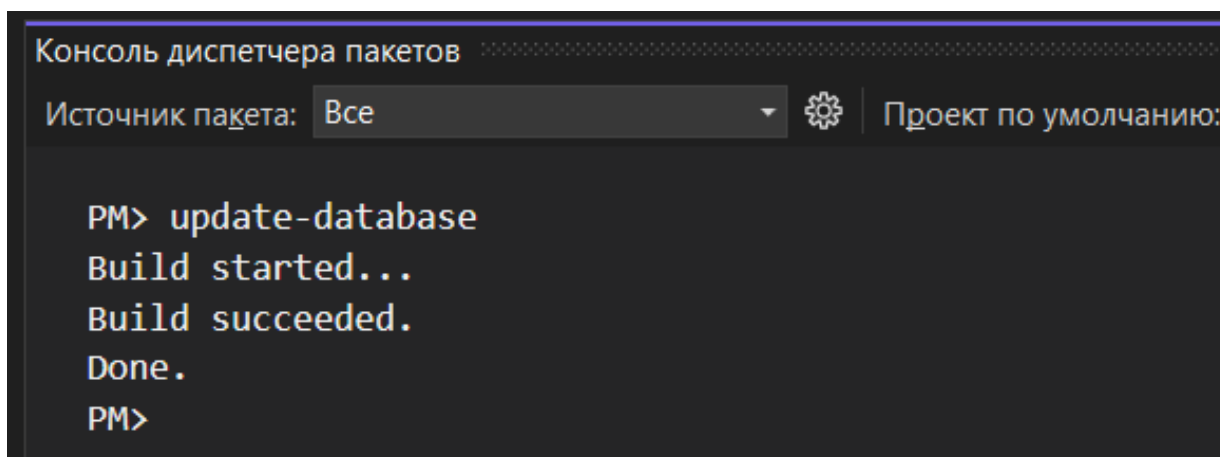 Консоль диспетчера пакетов
Источник пакета: Все Проект по умолчанию:
PM> update-database
Build started...
Build succeeded.
Done.
PM>